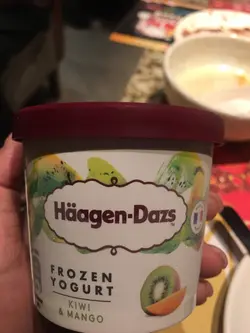 Häagen-Dazs
FROZEN
YOGURT
KIWI
& MANGO